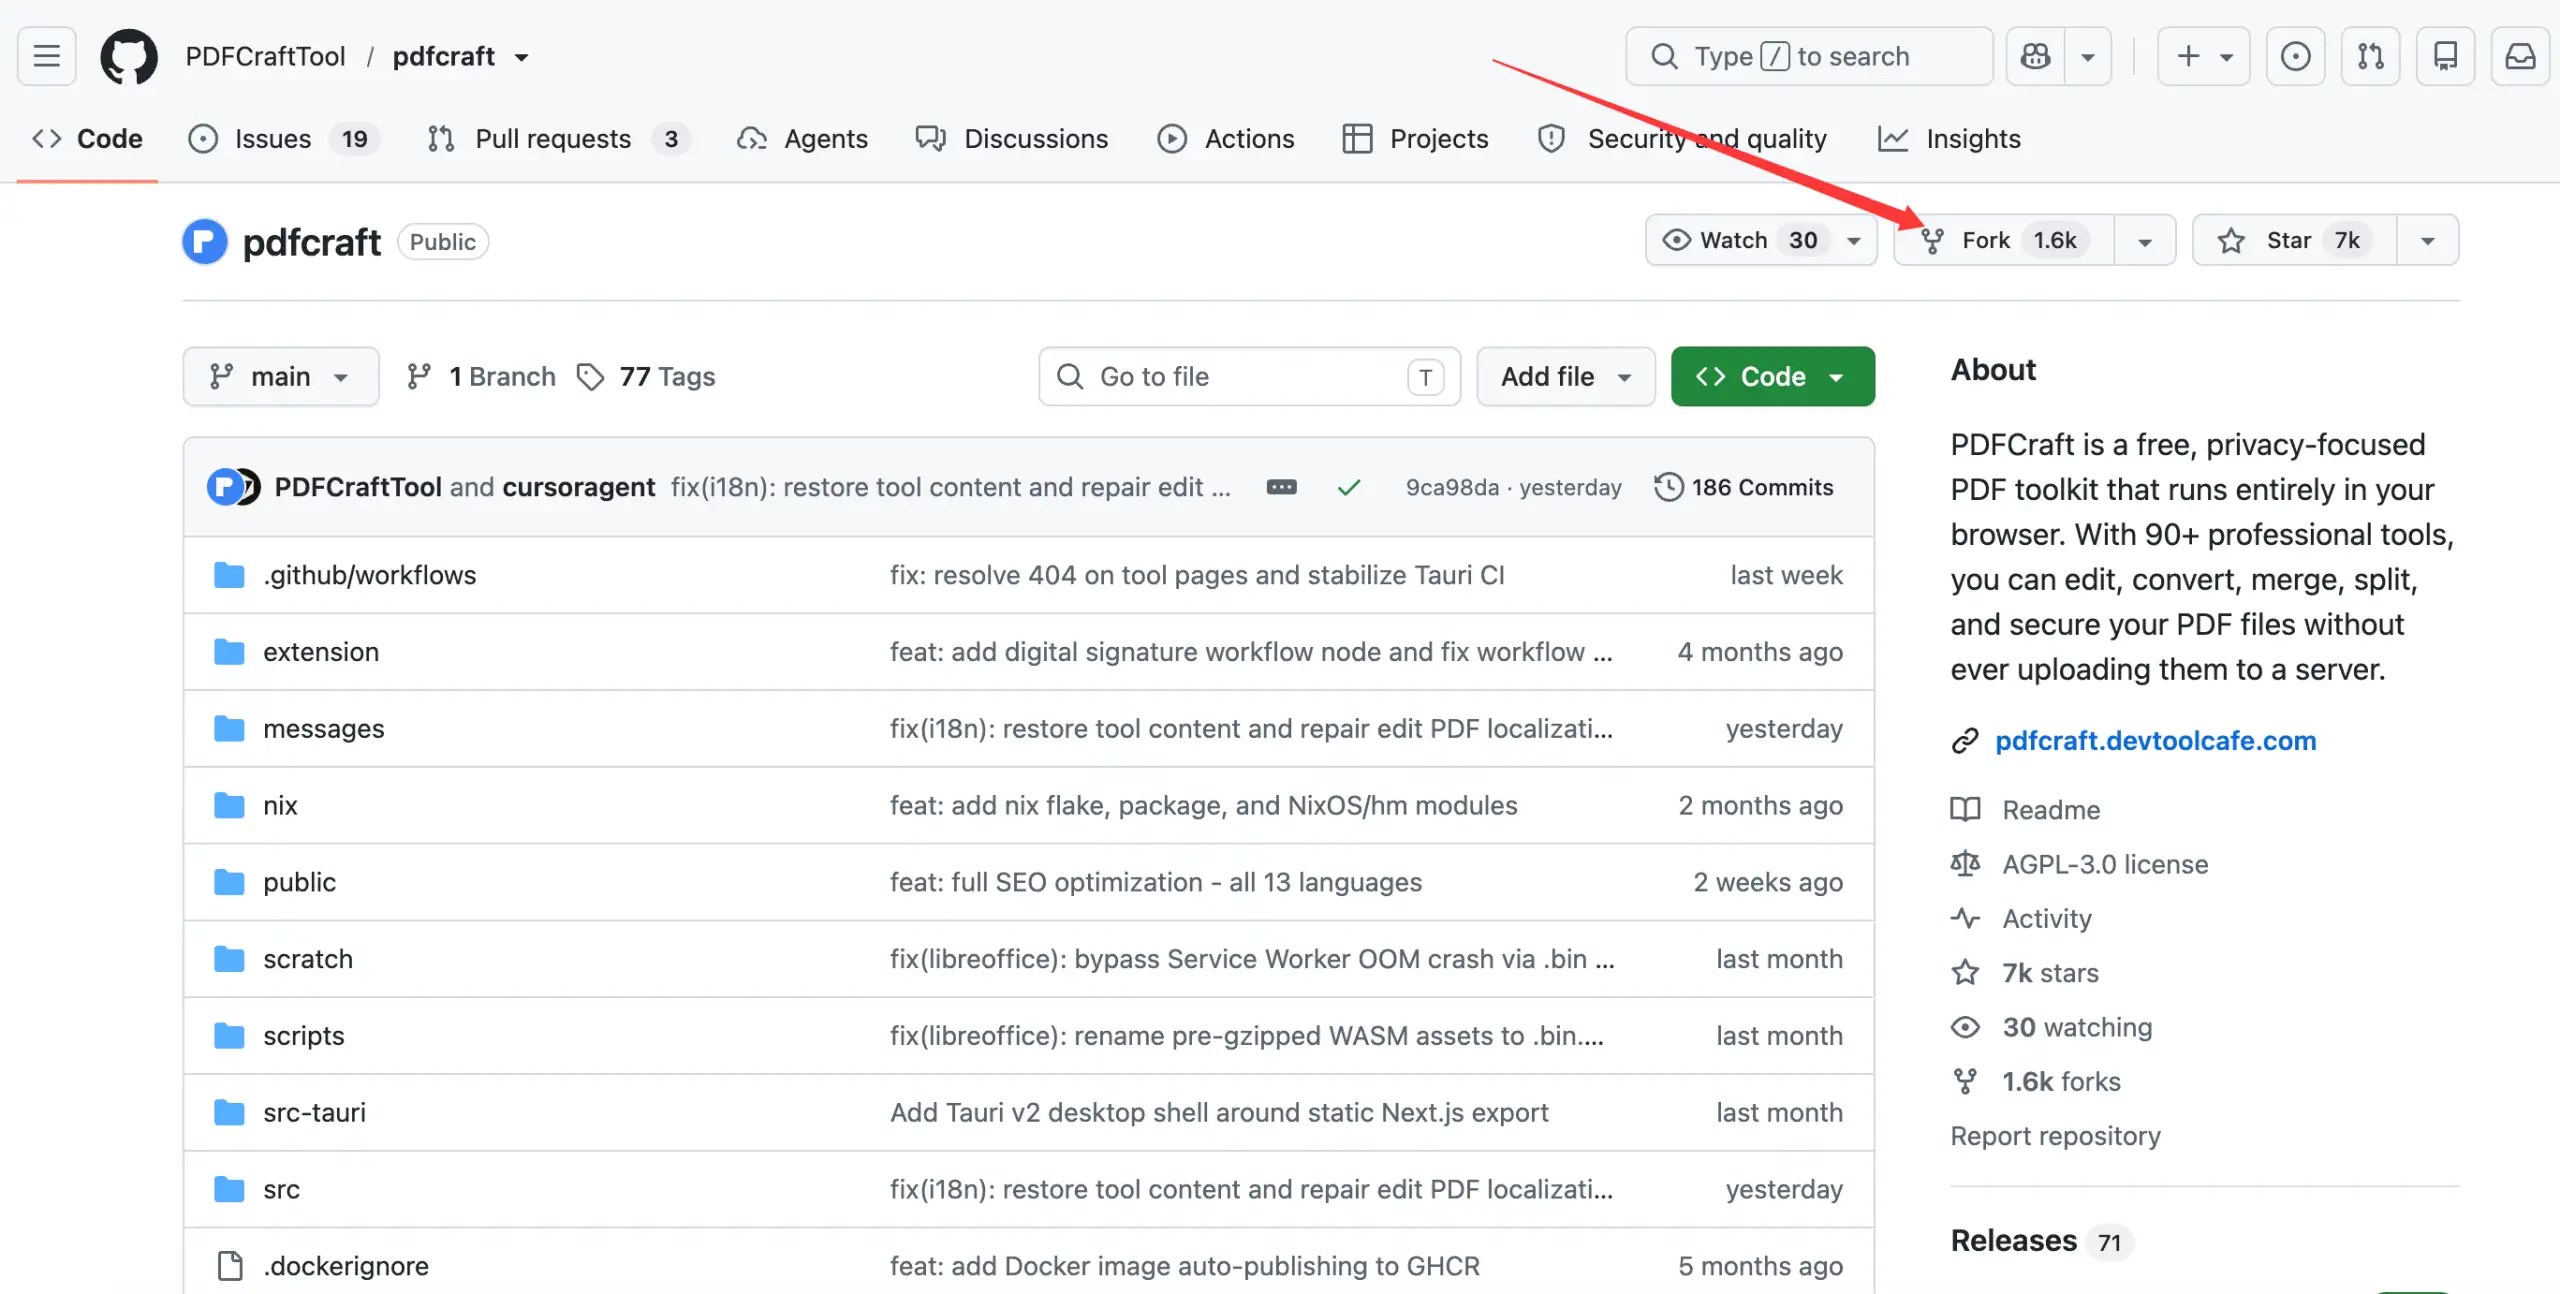 PDFCraftTool / pdfcraft
Type / to search
Code Issues 19 Pull requests 3 Agents Discussions Actions Projects Security and quality Insights
P pdfcraft Public
Watch 30 Fork 1.6k Star 7k
main 1 Branch 77 Tags Go to file T Add file Code
P PDFCraftTool and cursoragent fix(i18n): restore tool content and repair edit ... 9ca98da · yesterday 186 Commits
.github/workflows fix: resolve 404 on tool pages and stabilize Tauri CI last week
extension feat: add digital signature workflow node and fix workflow ... 4 months ago
messages fix(i18n): restore tool content and repair edit PDF localizati... yesterday
nix feat: add nix flake, package, and NixOS/hm modules 2 months ago
public feat: full SEO optimization - all 13 languages 2 weeks ago
scratch fix(libreoffice): bypass Service Worker OOM crash via .bin ... last month
scripts fix(libreoffice): rename pre-gzipped WASM assets to .bin.... last month
src-tauri Add Tauri v2 desktop shell around static Next.js export last month
src fix(i18n): restore tool content and repair edit PDF localizati... yesterday
.dockerignore feat: add Docker image auto-publishing to GHCR 5 months ago
About
PDFCraft is a free, privacy-focused
PDF toolkit that runs entirely in your
browser. With 90+ professional tools,
you can edit, convert, merge, split,
and secure your PDF files without
ever uploading them to a server.
pdfcraft.devtoolcafe.com
Readme
AGPL-3.0 license
Activity
7k stars
30 watching
1.6k forks
Report repository
Releases 71